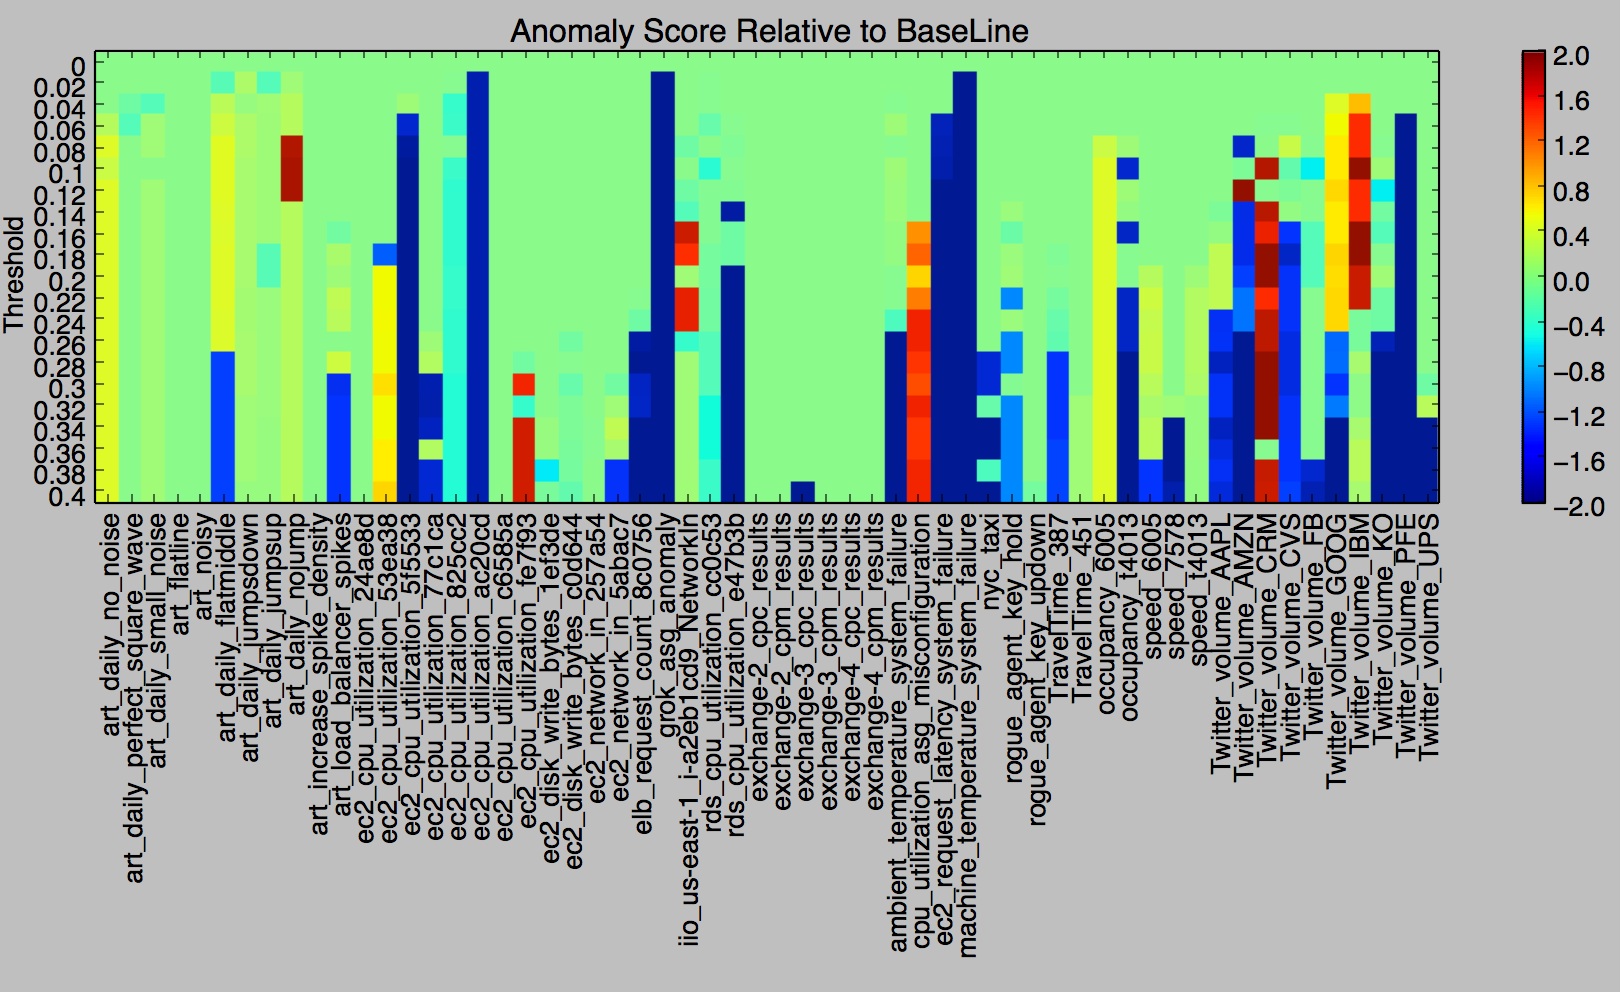 Anomaly Score Relative to BaseLine
Threshold
0
0.02
0.04
0.06
0.08
0.1
0.12
0.14
0.16
0.18
0.2
0.22
0.24
0.26
0.28
0.3
0.32
0.34
0.36
0.38
0.4
2.0
1.6
1.2
0.8
0.4
0.0
−0.4
−0.8
−1.2
−1.6
−2.0
art_daily_no_noise
art_daily_perfect_square_wave
art_daily_small_noise
art_flatline
art_noisy
art_daily_flatmiddle
art_daily_jumpsdown
art_daily_jumpsup
art_daily_nojump
art_increase_spike_density
art_load_balancer_spikes
ec2_cpu_utilization_24ae8d
ec2_cpu_utilization_53ea38
ec2_cpu_utilization_5f5533
ec2_cpu_utilization_77c1ca
ec2_cpu_utilization_825cc2
ec2_cpu_utilization_ac20cd
ec2_cpu_utilization_c6585a
ec2_cpu_utilization_fe7f93
ec2_disk_write_bytes_1ef3de
ec2_disk_write_bytes_c0d644
ec2_network_in_257a54
ec2_network_in_5abac7
elb_request_count_8c0756
grok_asg_anomaly
iio_us-east-1_i-a2eb1cd9_NetworkIn
rds_cpu_utilization_cc0c53
rds_cpu_utilization_e47b3b
exchange-2_cpc_results
exchange-2_cpm_results
exchange-3_cpc_results
exchange-3_cpm_results
exchange-4_cpc_results
exchange-4_cpm_results
ambient_temperature_system_failure
cpu_utilization_asg_misconfiguration
ec2_request_latency_system_failure
machine_temperature_system_failure
nyc_taxi
rogue_agent_key_hold
rogue_agent_key_updown
TravelTime_387
TravelTime_451
occupancy_6005
occupancy_t4013
speed_6005
speed_7578
speed_t4013
Twitter_volume_AAPL
Twitter_volume_AMZN
Twitter_volume_CRM
Twitter_volume_CVS
Twitter_volume_FB
Twitter_volume_GOOG
Twitter_volume_IBM
Twitter_volume_KO
Twitter_volume_PFE
Twitter_volume_UPS